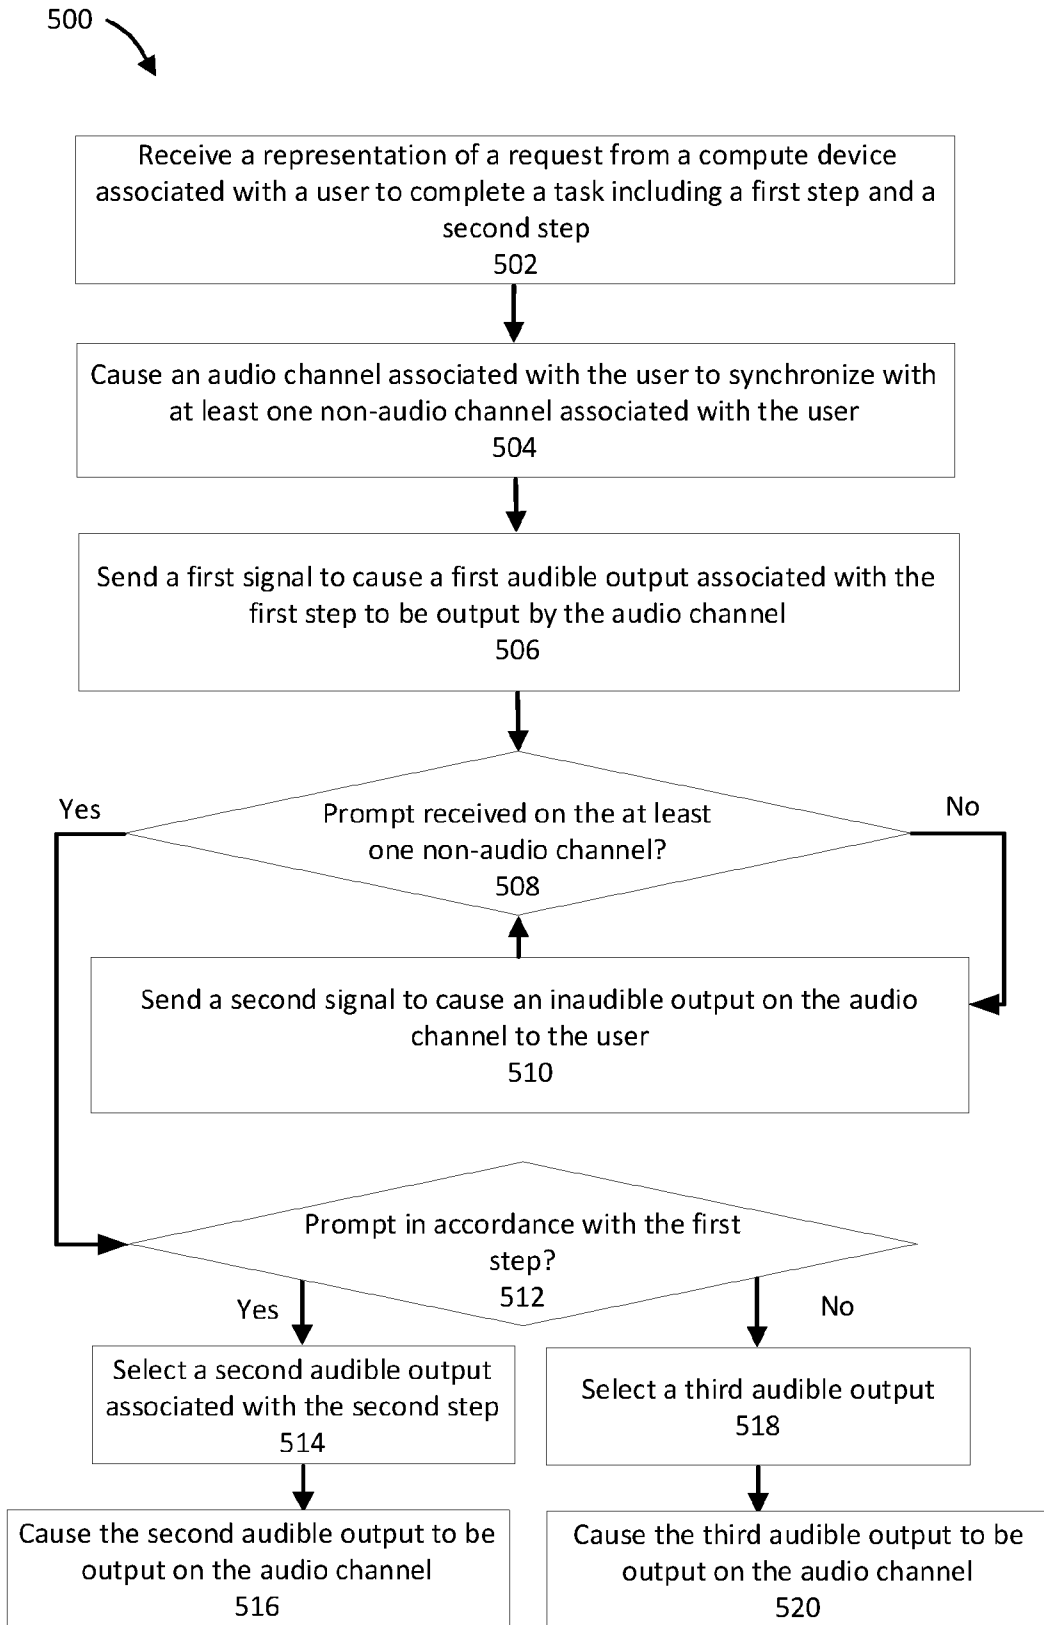 500
Receive a representation of a request from a compute device
associated with a user to complete a task including a first step and a
second step
502
Cause an audio channel associated with the user to synchronize with
at least one non-audio channel associated with the user
504
Send a first signal to cause a first audible output associated with the
first step to be output by the audio channel
506
Yes
No
Prompt received on the at least
one non-audio channel?
508
Send a second signal to cause an inaudible output on the audio
channel to the user
510
Prompt in accordance with the first
step?
512
Yes
No
Select a second audible output
associated with the second step
514
Select a third audible output
518
Cause the second audible output to be
output on the audio channel
516
Cause the third audible output to be
output on the audio channel
520